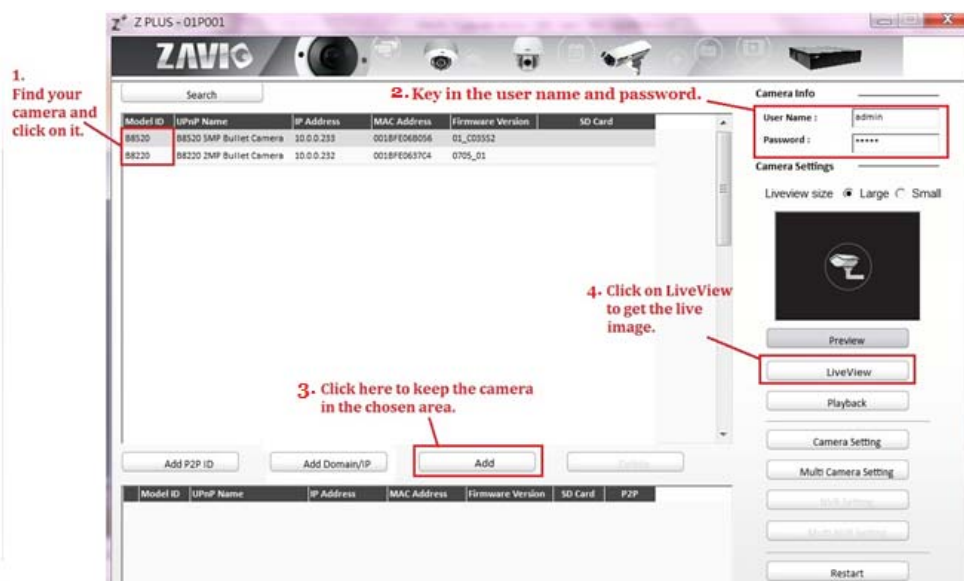 Z+ Z PLUS - 01P001
ZAVIO
1.
Find your
camera and
click on it.
Search
2. Key in the user name and password.
Camera Info
Model ID UPnP Name IP Address MAC Address Firmware Version SD Card
User Name : admin
B8520 B8520 5MP Bullet Camera 10.0.0.233 001BFE06B056 01_C03552
Password : •••••
B8220 B8220 2MP Bullet Camera 10.0.0.232 001BFE0637C4 0705_01
Camera Settings
Liveview size Large Small
4. Click on LiveView
to get the live
image.
Preview
LiveView
3. Click here to keep the camera
in the chosen area.
Playback
Camera Setting
Add P2P ID Add Domain/IP Add Delete
Multi Camera Setting
Model ID UPnP Name IP Address MAC Address Firmware Version SD Card P2P
NVR Setting
Multi NVR Setting
Restart